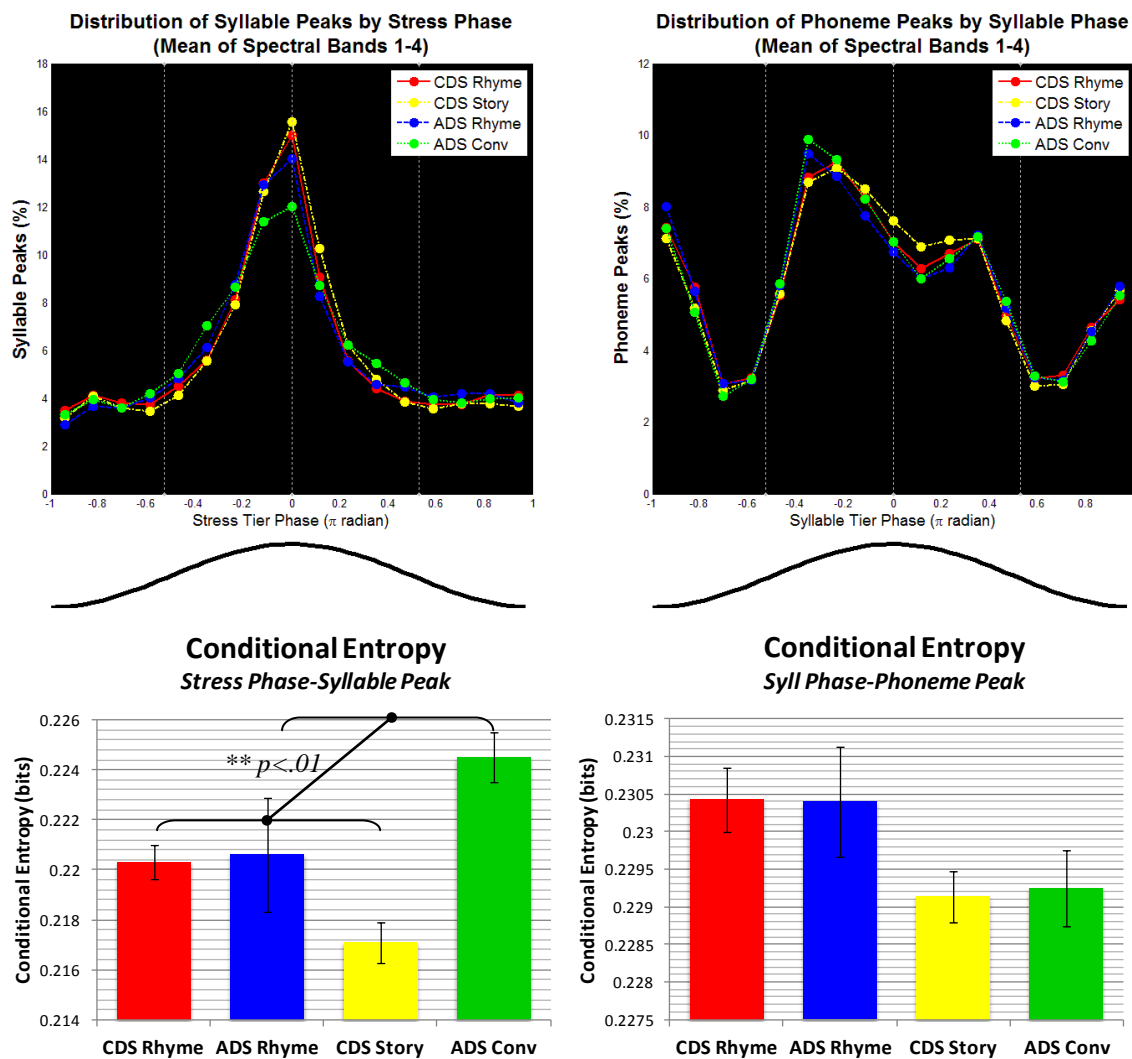 Distribution of Syllable Peaks by Stress Phase
(Mean of Spectral Bands 1-4)
18
16
14
12
10
8
6
4
2
0
Syllable Peaks (%)
CDS Rhyme
CDS Story
ADS Rhyme
ADS Conv
-1 -0.8 -0.6 -0.4 -0.2 0 0.2 0.4 0.6 0.8 1
Stress Tier Phase (π radian)
Distribution of Phoneme Peaks by Syllable Phase
(Mean of Spectral Bands 1-4)
12
10
8
6
4
2
0
Phoneme Peaks (%)
CDS Rhyme
CDS Story
ADS Rhyme
ADS Conv
-1 -0.8 -0.6 -0.4 -0.2 0 0.2 0.4 0.6 0.8 1
Syllable Tier Phase (π radian)
Conditional Entropy
Stress Phase-Syllable Peak
0.226
0.224
0.222
0.22
0.218
0.216
0.214
Conditional Entropy (bits)
** p<.01
CDS Rhyme ADS Rhyme CDS Story ADS Conv
Conditional Entropy
Syll Phase-Phoneme Peak
0.2315
0.231
0.2305
0.23
0.2295
0.229
0.2285
0.228
0.2275
Conditional Entropy (bits)
CDS Rhyme ADS Rhyme CDS Story ADS Conv